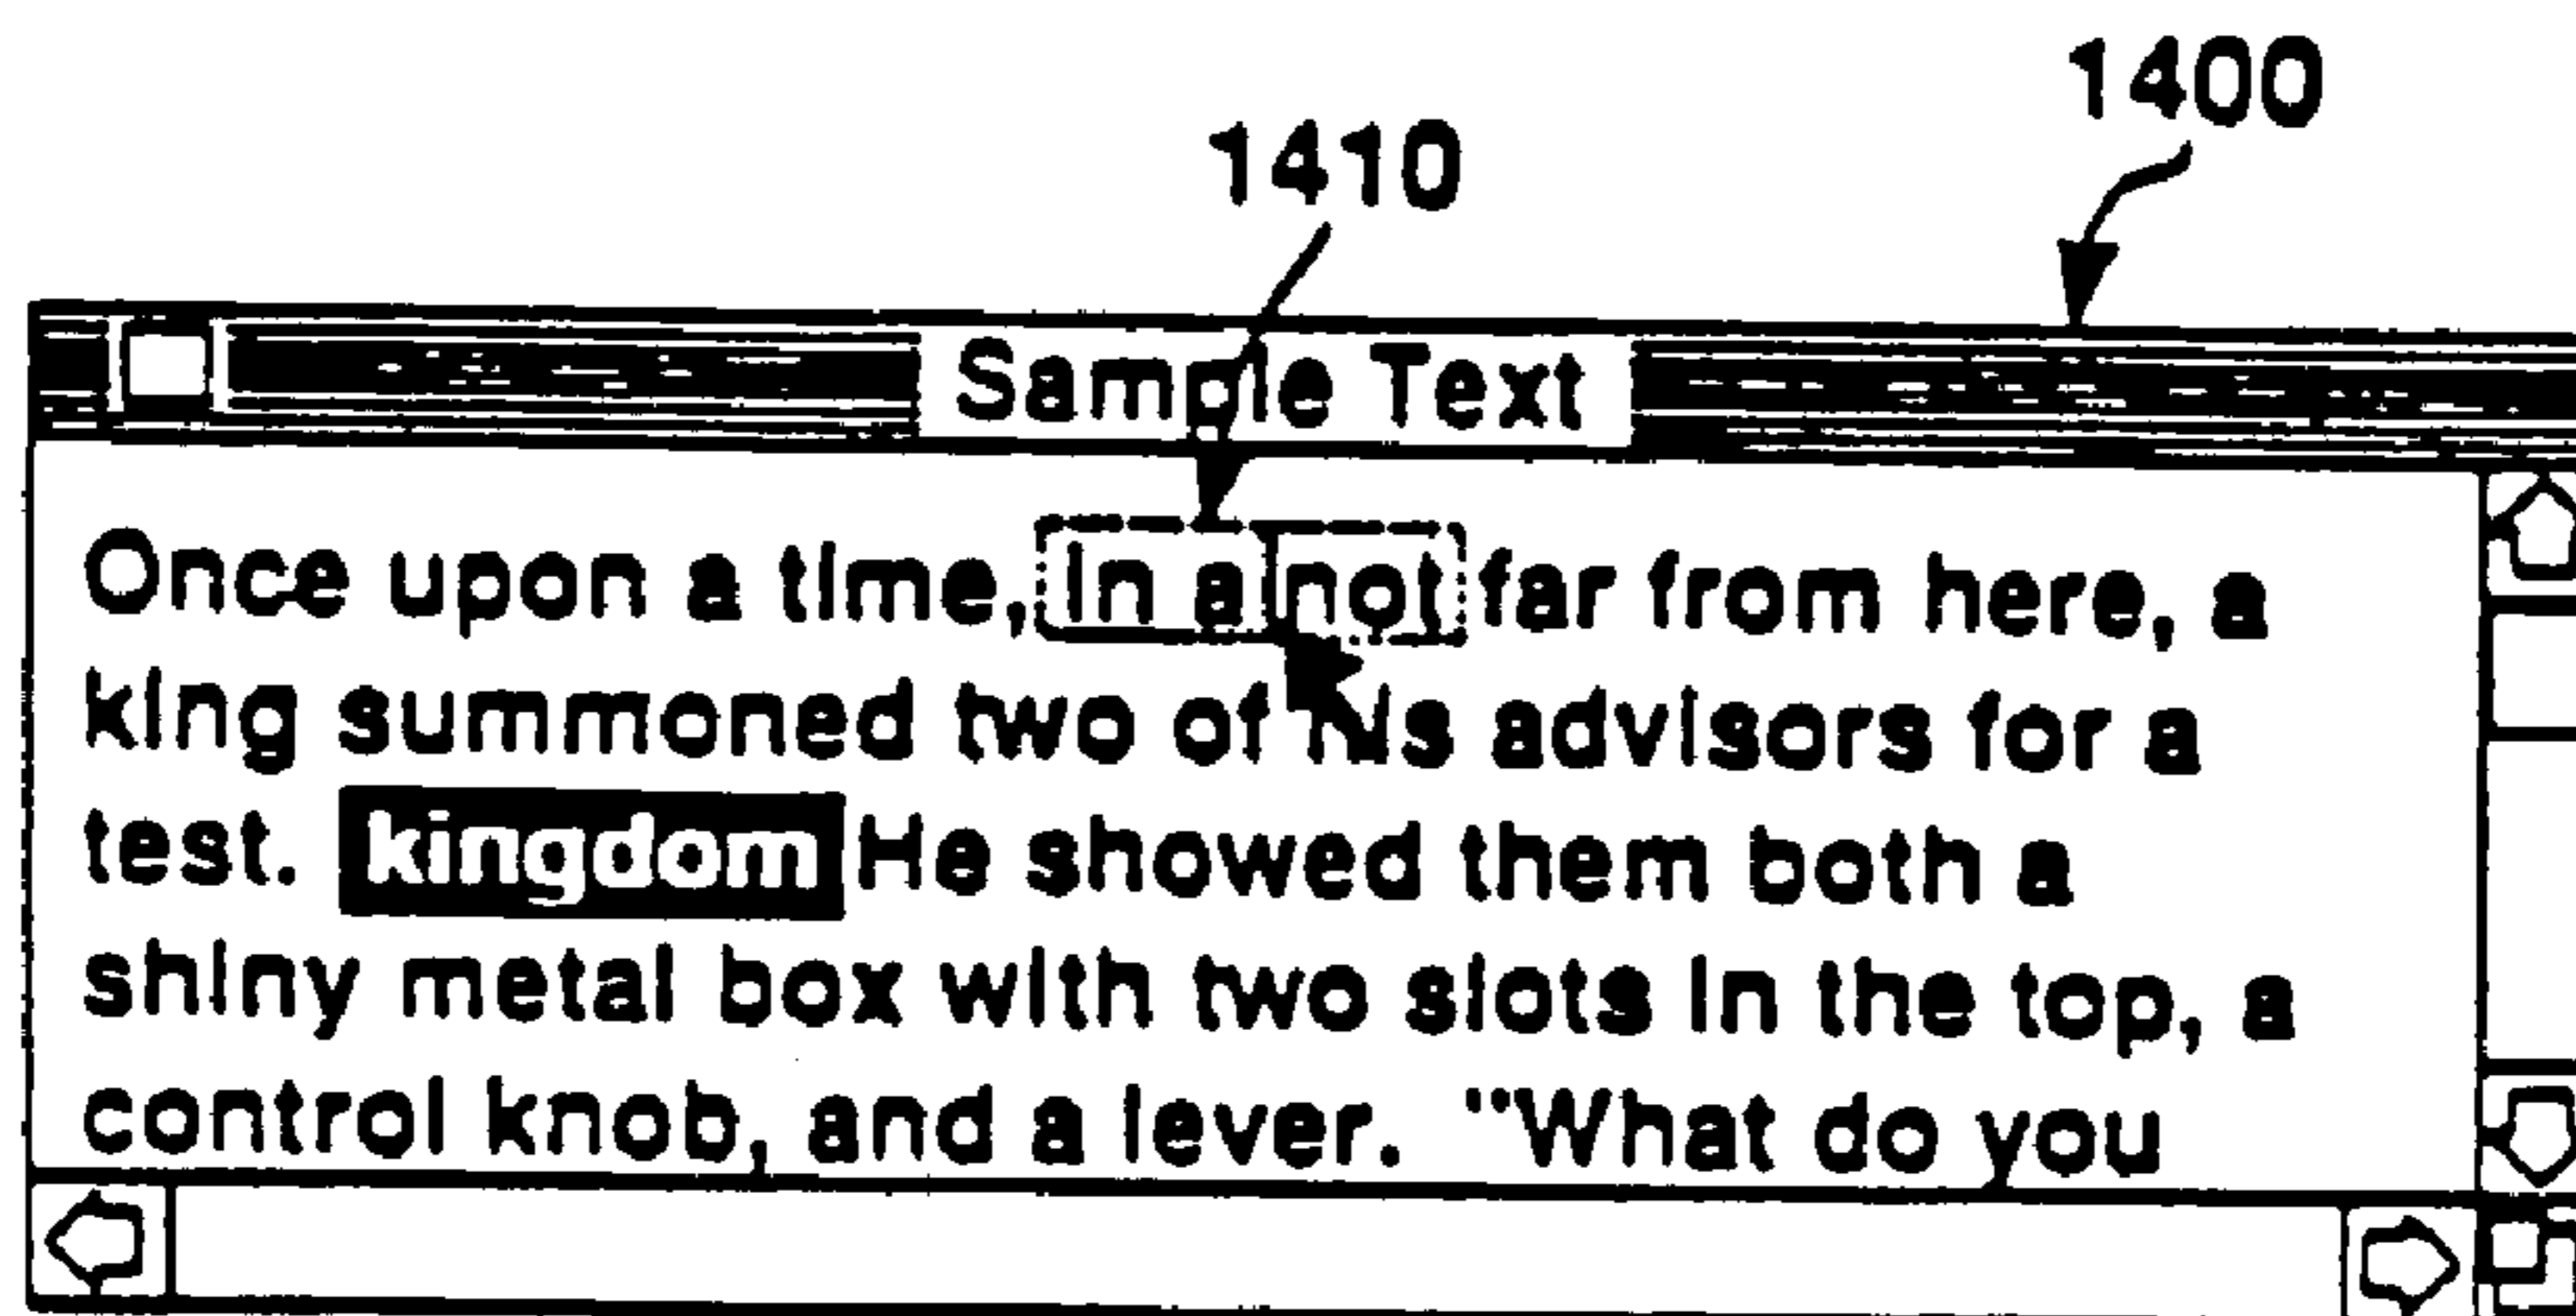 1400
1410
Sample Text
Once upon a time, in a not far from here, a
king summoned two of his advisors for a
test. kingdom He showed them both a
shiny metal box with two slots in the top, a
control knob, and a lever. "What do you